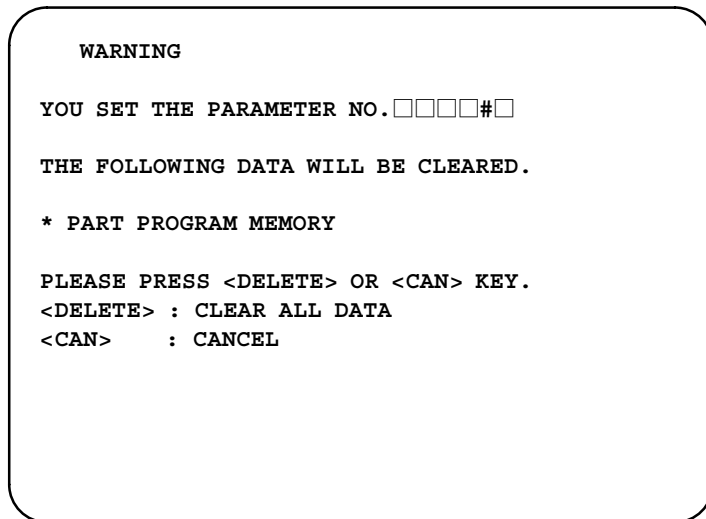 WARNING
YOU SET THE PARAMETER NO.□□□□#□
THE FOLLOWING DATA WILL BE CLEARED.
* PART PROGRAM MEMORY
PLEASE PRESS <DELETE> OR <CAN> KEY.
<DELETE> : CLEAR ALL DATA
<CAN> : CANCEL